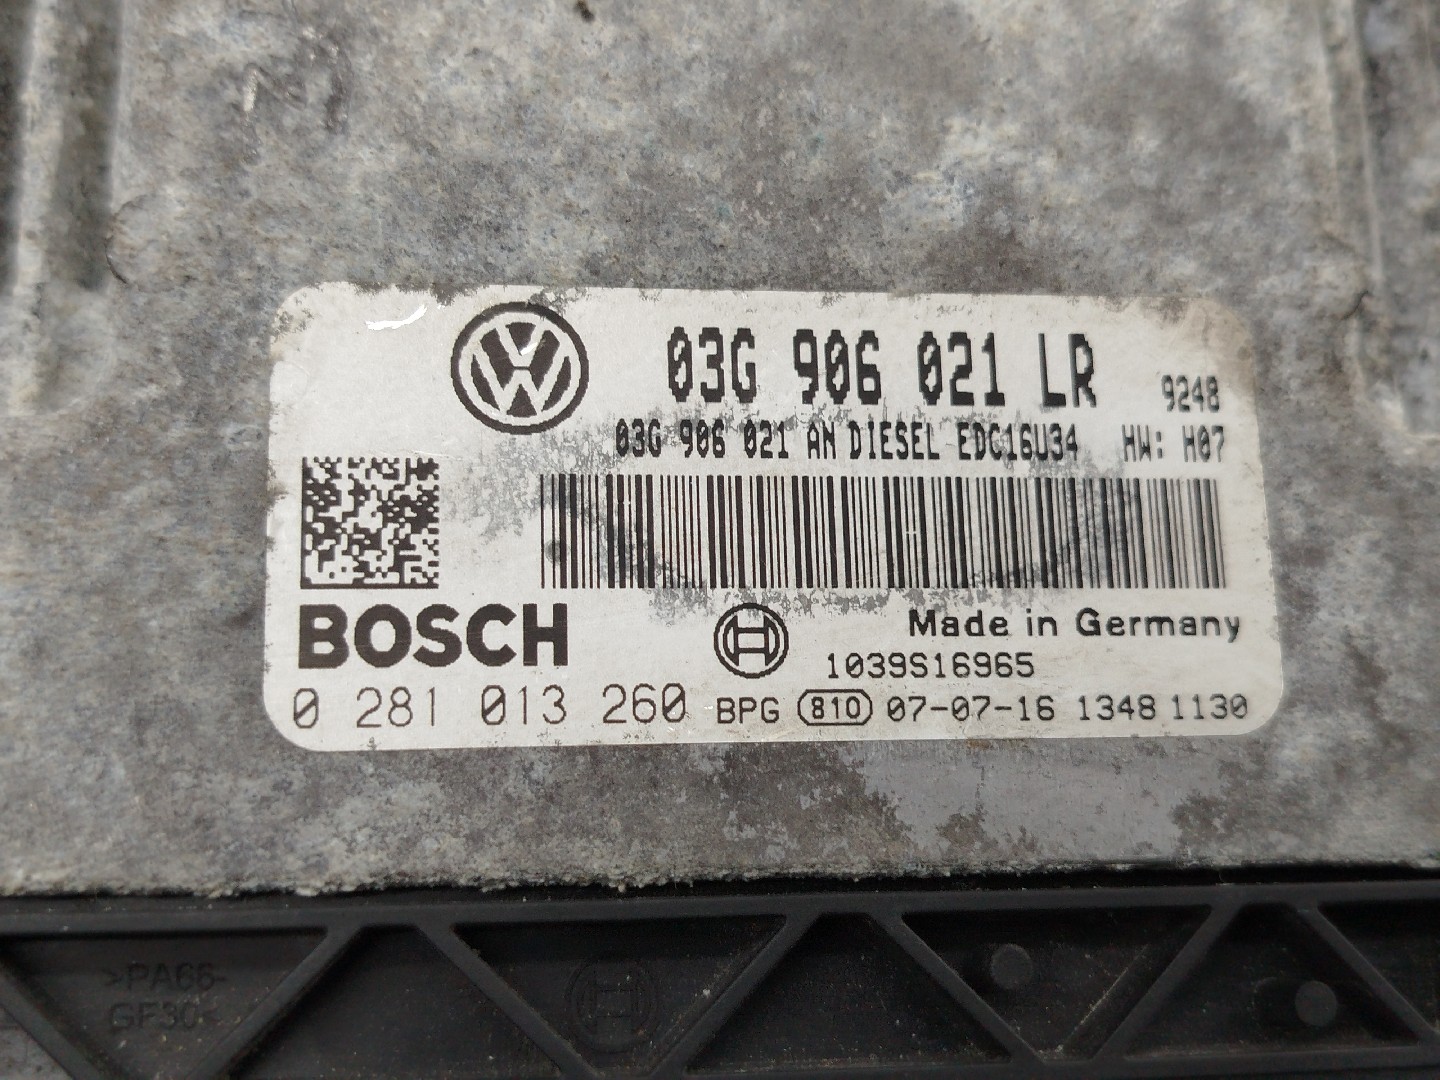 03G 906 021 LR 9248
03G 906 021 AN DIESEL EDC16U34 HW: H07
BOSCH
Made in Germany
1039S16965
0 281 013 260 BPG 810 07-07-16 1348 1130
>PA66-
GF30<